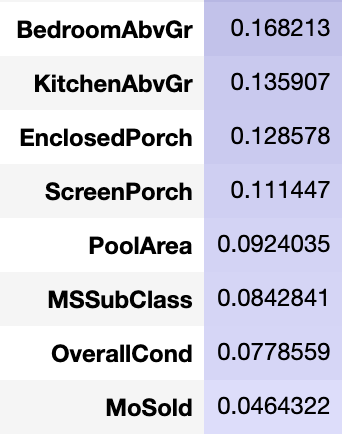 BedroomAbvGr 0.168213
KitchenAbvGr 0.135907
EnclosedPorch 0.128578
ScreenPorch 0.111447
PoolArea 0.0924035
MSSubClass 0.0842841
OverallCond 0.0778559
MoSold 0.0464322